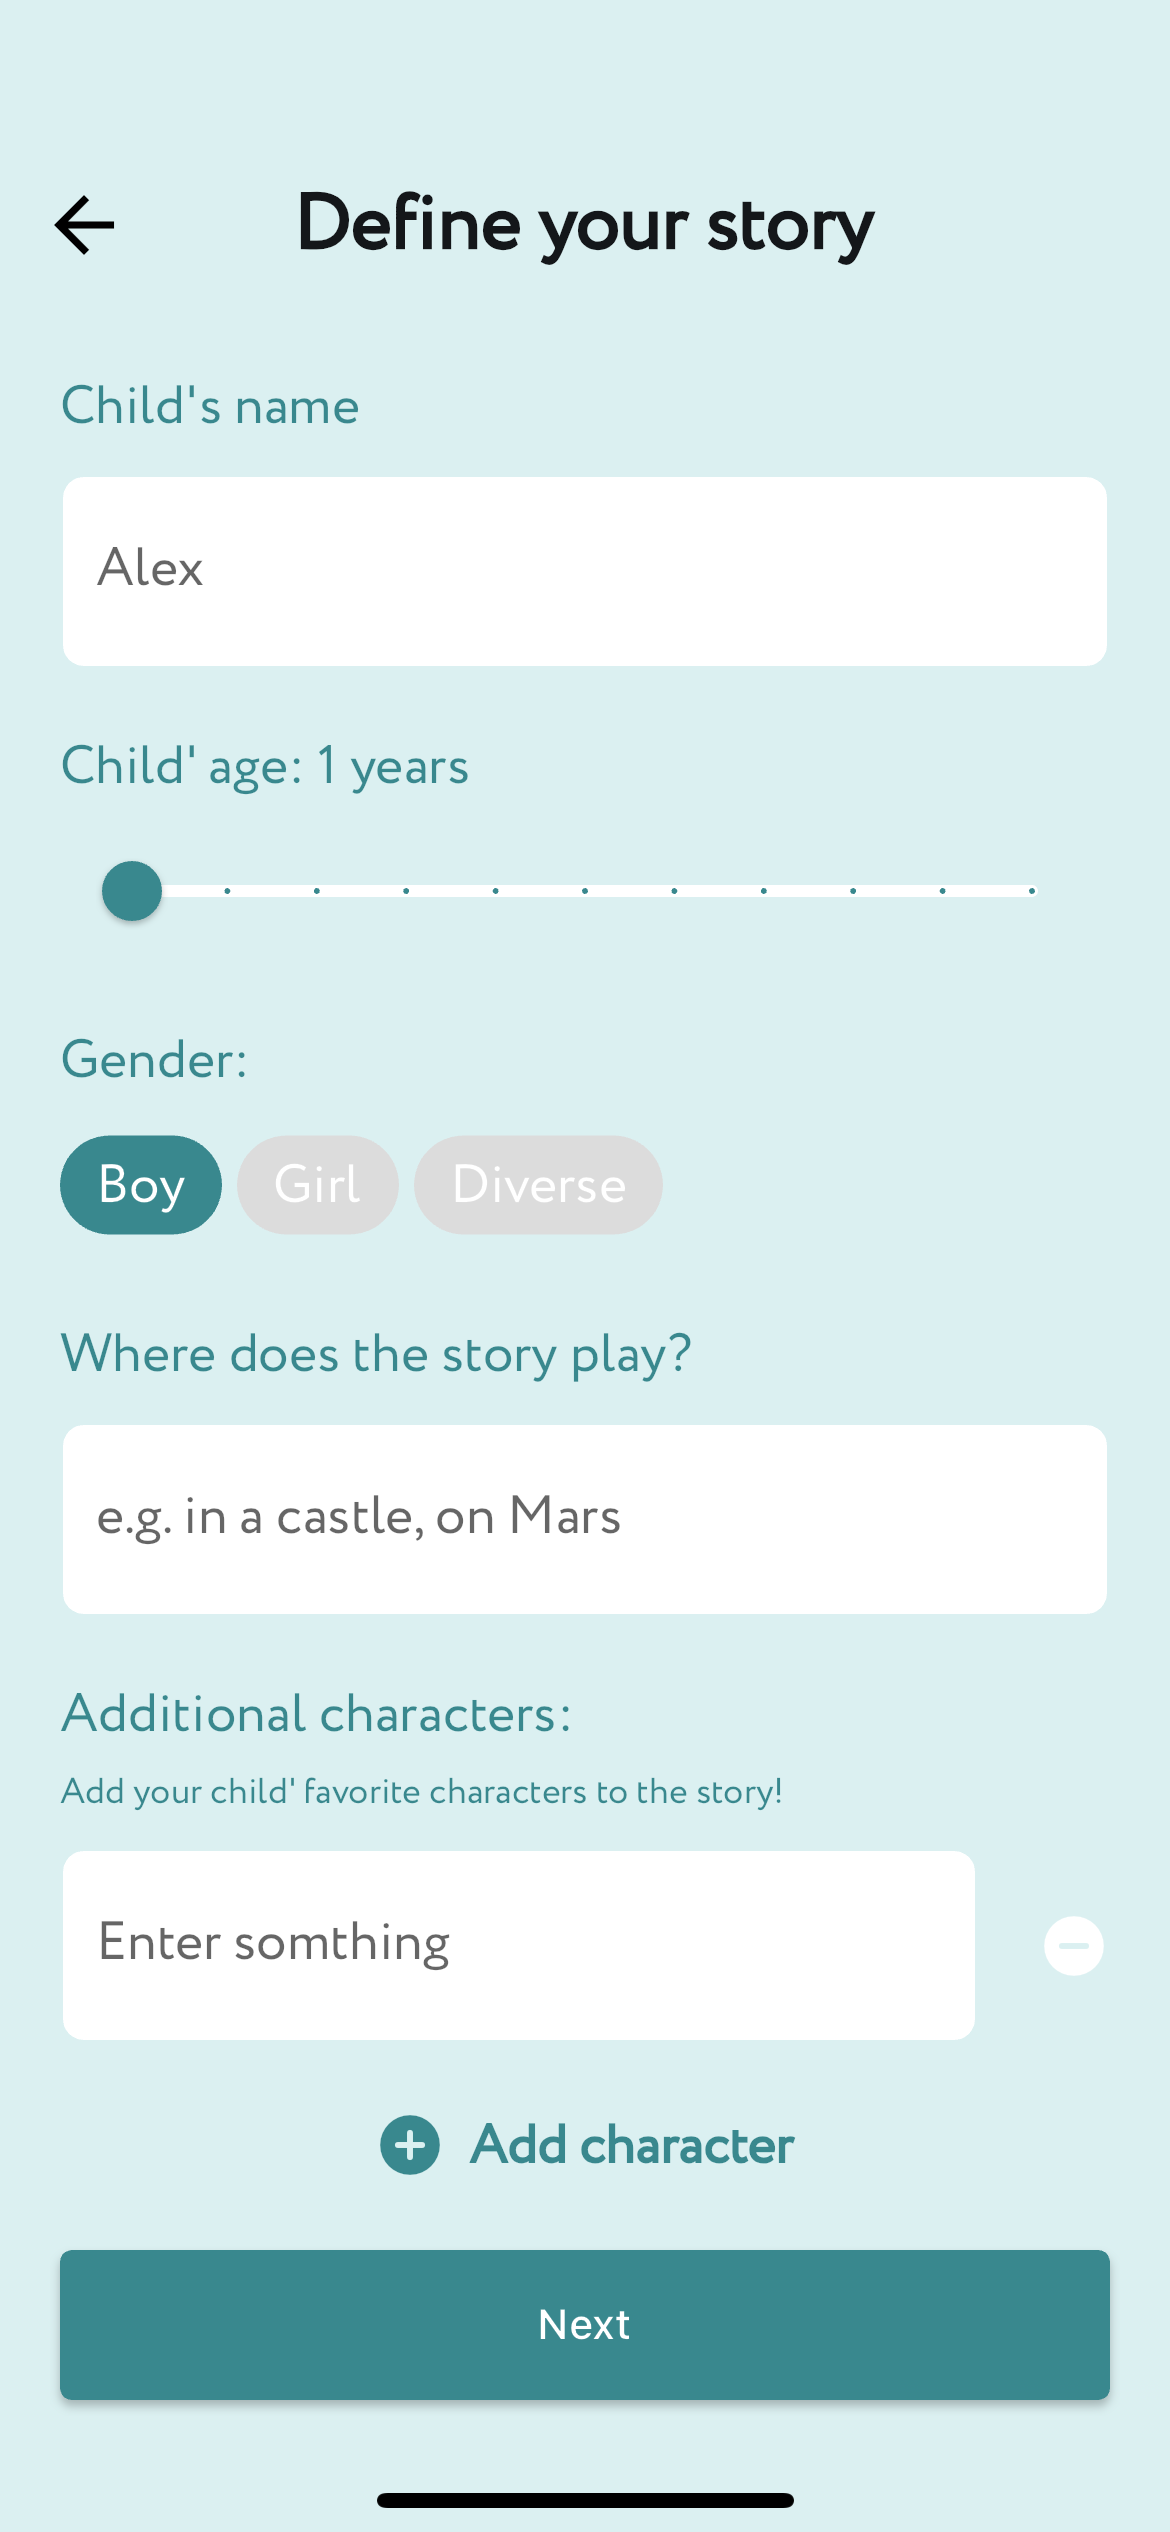 Define your story
Child's name
Alex
Child' age: 1 years
Gender:
Boy Girl Diverse
Where does the story play?
e.g. in a castle, on Mars
Additional characters:
Add your child' favorite characters to the story!
Enter somthing
Add character
Next